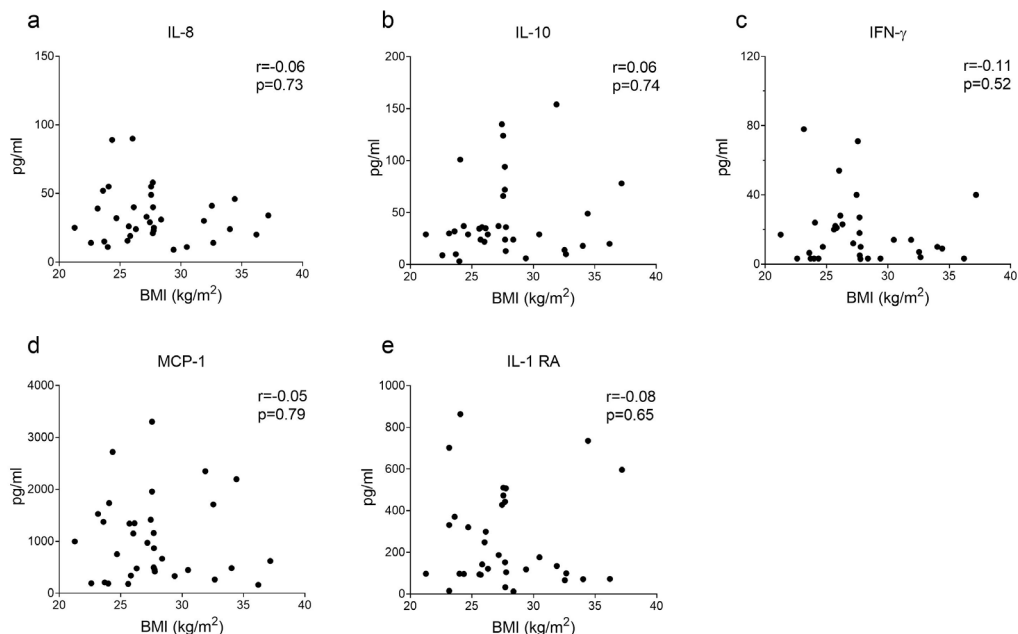 a
IL-8
r=-0.06
p=0.73
150
100
50
0
pg/ml
20 25 30 35 40
BMI (kg/m²)
b
IL-10
r=0.06
p=0.74
200
150
100
50
0
pg/ml
20 25 30 35 40
BMI (kg/m²)
c
IFN-γ
r=-0.11
p=0.52
120
80
40
0
pg/ml
20 25 30 35 40
BMI (kg/m²)
d
MCP-1
r=-0.05
p=0.79
4000
3000
2000
1000
0
pg/ml
20 25 30 35 40
BMI (kg/m²)
e
IL-1 RA
r=-0.08
p=0.65
1000
800
600
400
200
0
pg/ml
20 25 30 35 40
BMI (kg/m²)